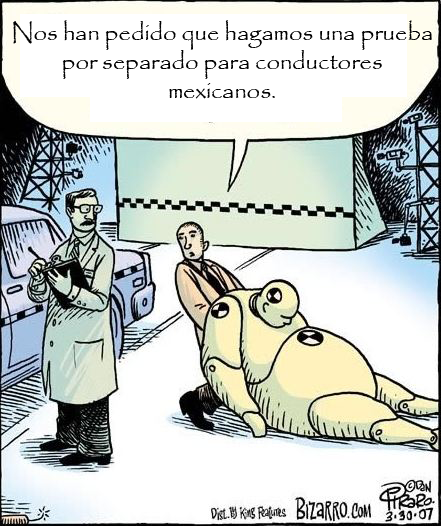 Nos han pedido que hagamos una prueba
por separado para conductores
mexicanos.
Dist. by King Features
BIZARRO.COM
©DAN
PIRARO.
3.30.07